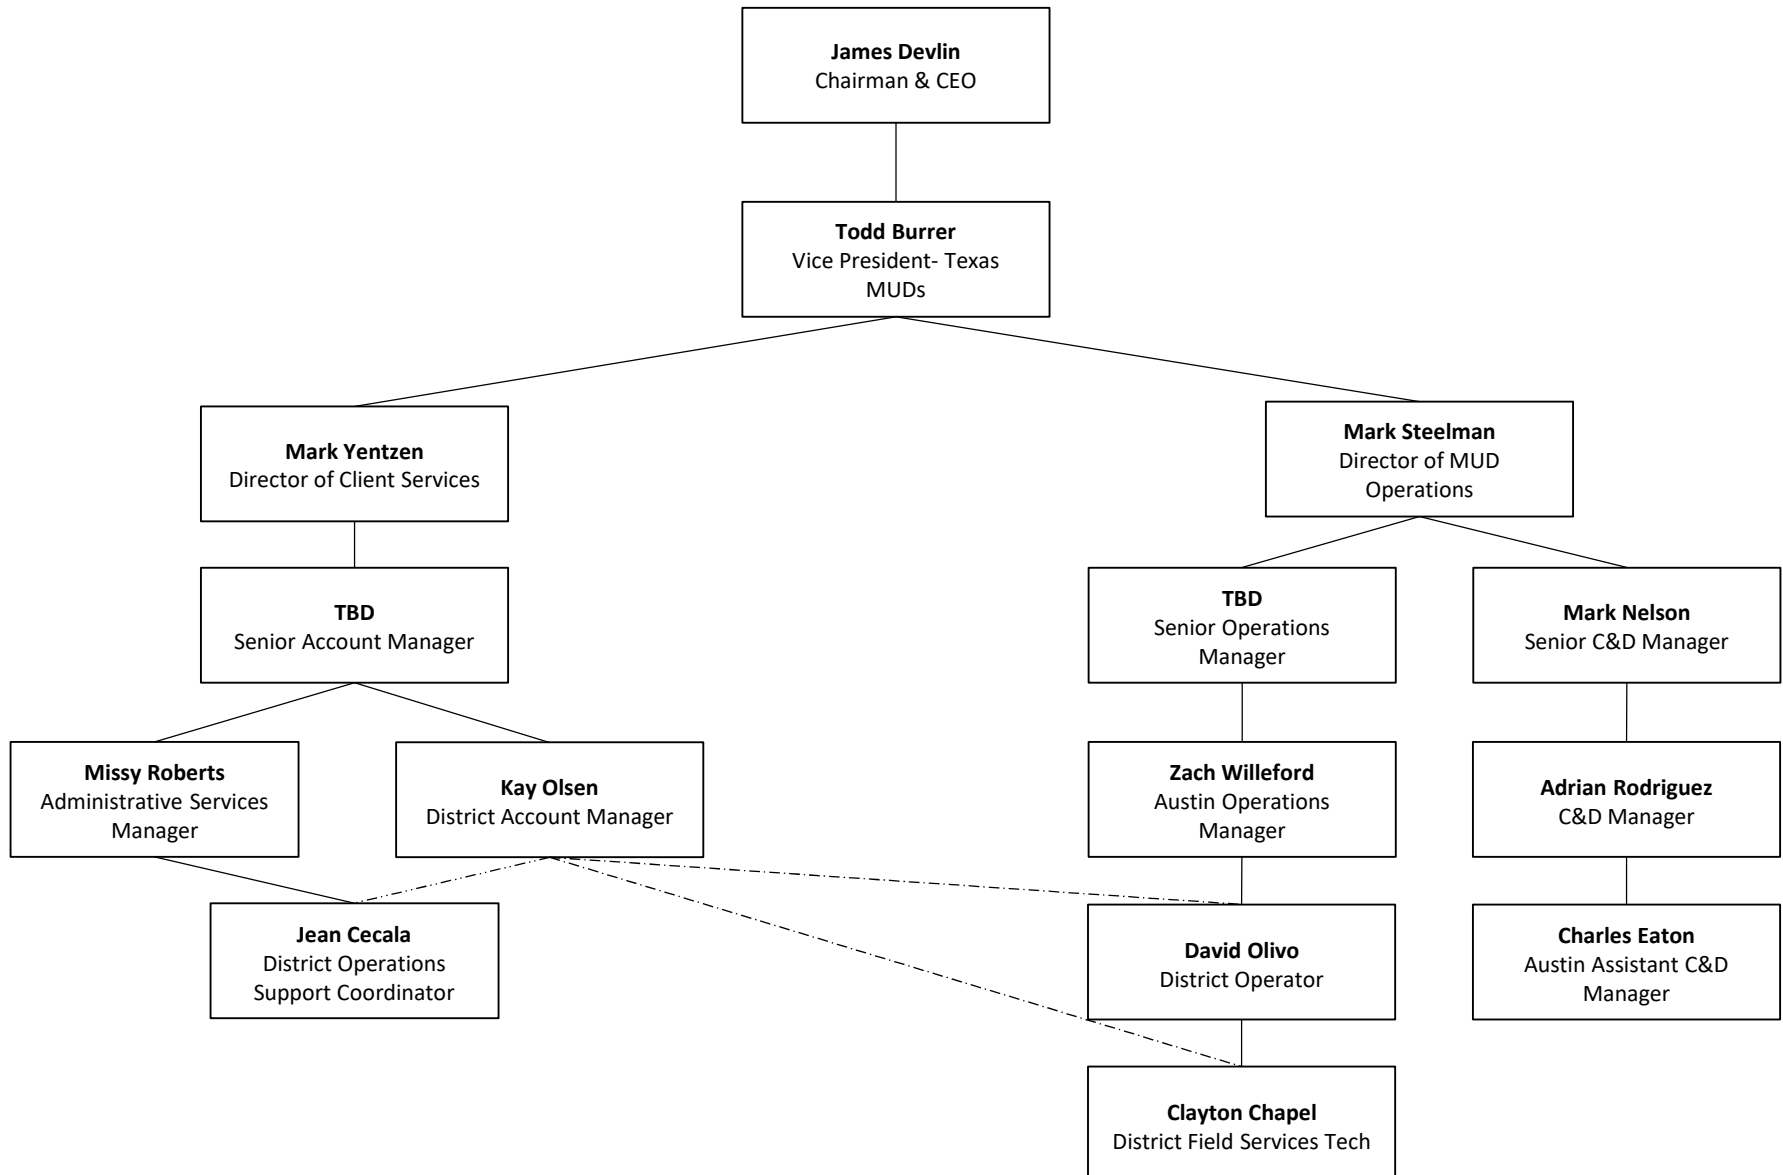 James Devlin
Chairman & CEO
Todd Burrer
Vice President- Texas
MUDs
Mark Yentzen
Director of Client Services
Mark Steelman
Director of MUD
Operations
TBD
Senior Account Manager
TBD
Senior Operations
Manager
Mark Nelson
Senior C&D Manager
Missy Roberts
Administrative Services
Manager
Kay Olsen
District Account Manager
Zach Willeford
Austin Operations
Manager
Adrian Rodriguez
C&D Manager
Jean Cecala
District Operations
Support Coordinator
David Olivo
District Operator
Charles Eaton
Austin Assistant C&D
Manager
Clayton Chapel
District Field Services Tech